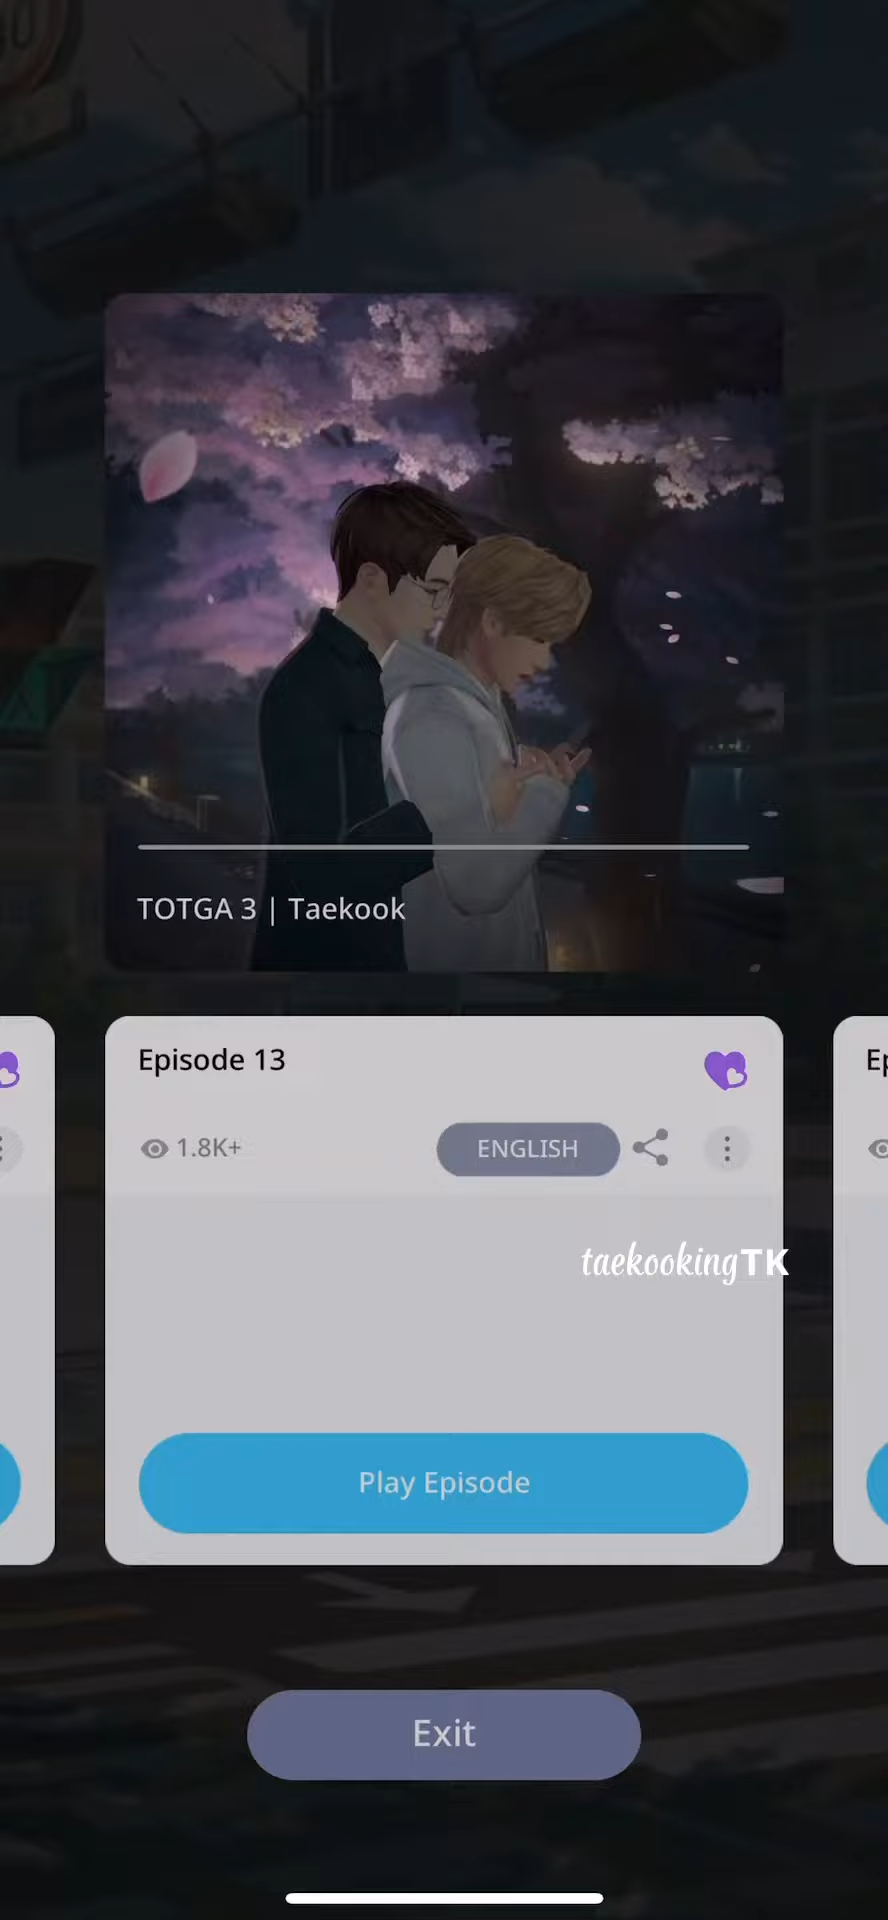 TOTGA 3 | Taekook
Episode 13
1.8K+
ENGLISH
taekookingTK
Play Episode
Exit